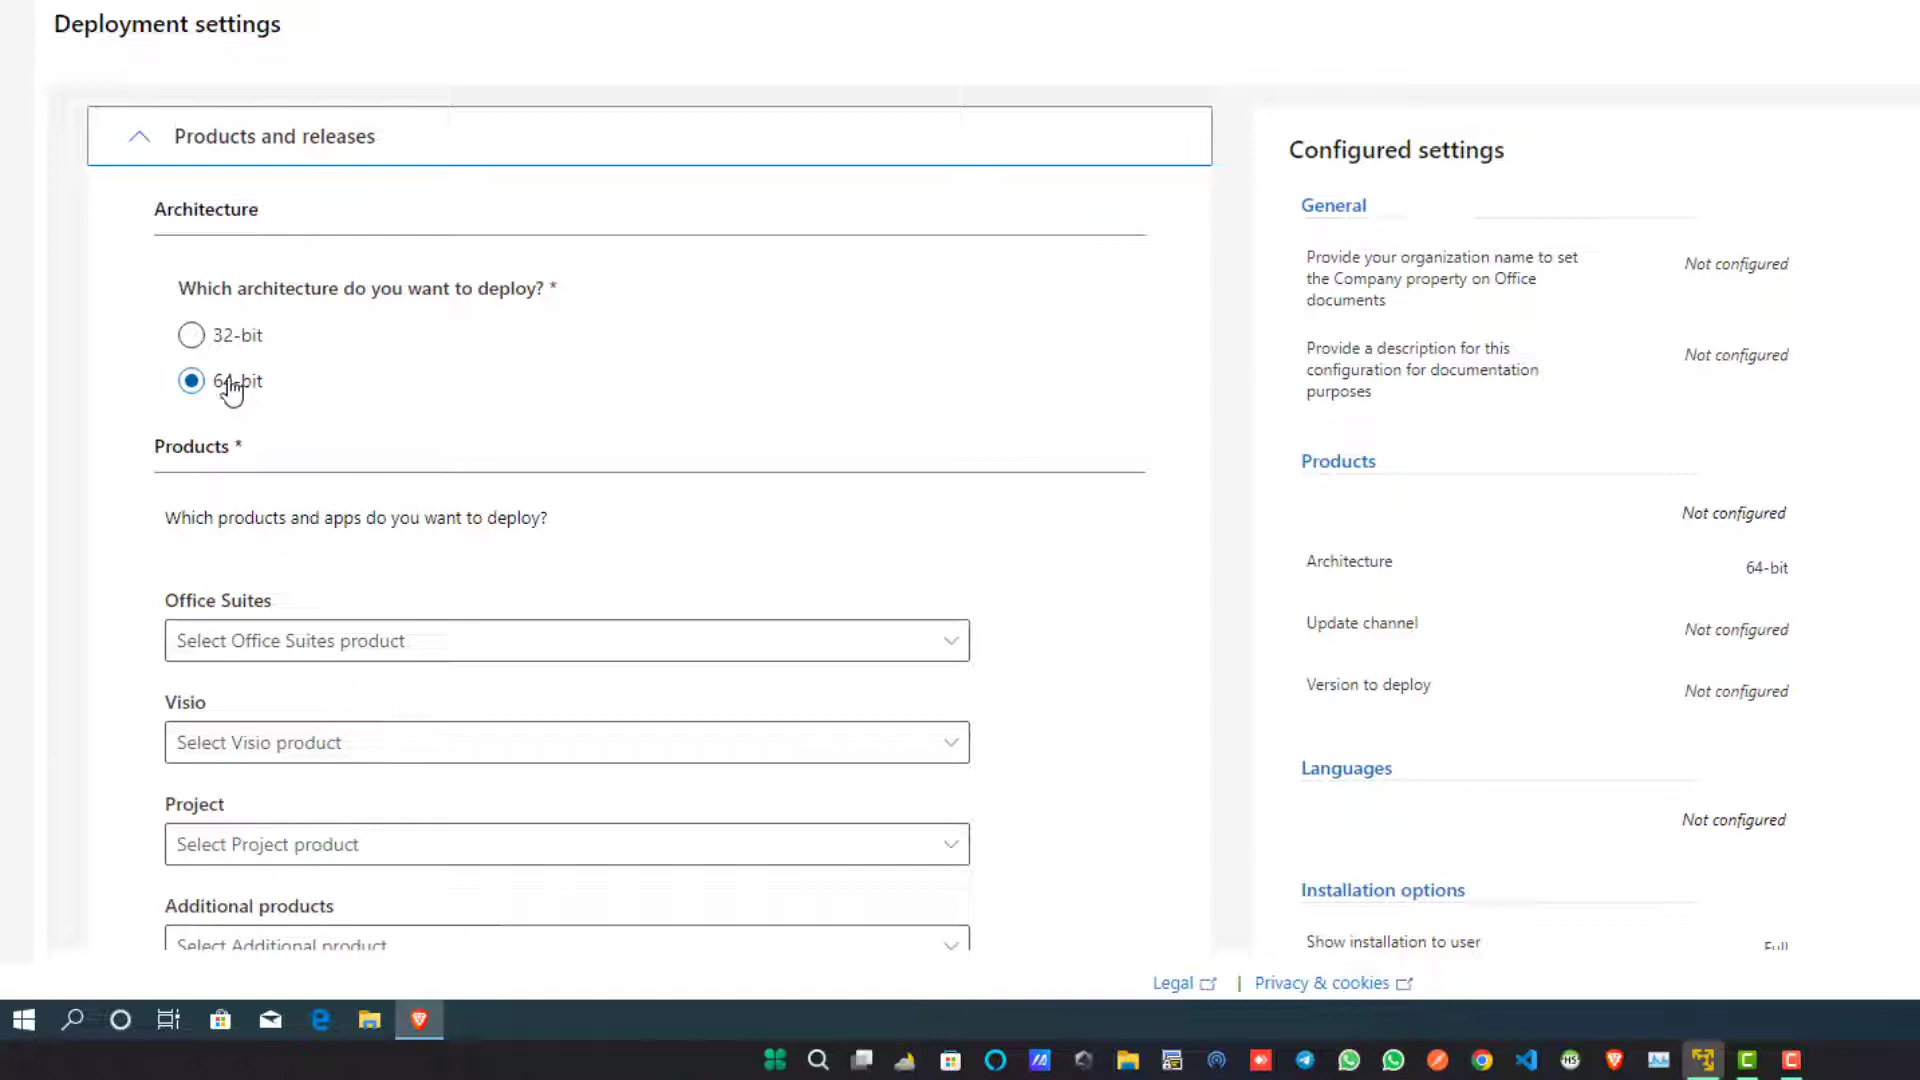 Deployment settings
Products and releases
Architecture
Which architecture do you want to deploy? *
32-bit
64-bit
Products *
Which products and apps do you want to deploy?
Office Suites
Select Office Suites product
Visio
Select Visio product
Project
Select Project product
Additional products
Select Additional product
Configured settings
General
Provide your organization name to set
the Company property on Office
documents
Not configured
Provide a description for this
configuration for documentation
purposes
Not configured
Products
Not configured
Architecture
64-bit
Update channel
Not configured
Version to deploy
Not configured
Languages
Not configured
Installation options
Show installation to user
Full
Legal | Privacy & cookies